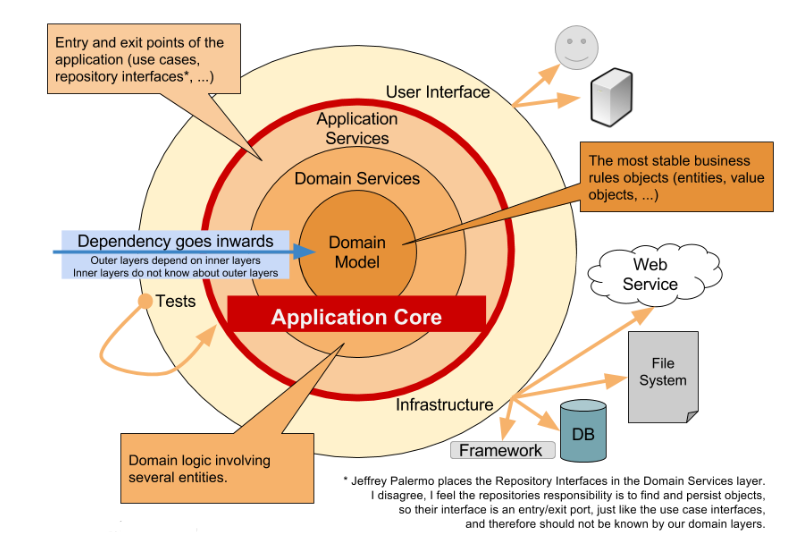 Entry and exit points of the
application (use cases,
repository interfaces*, ...)
User Interface
Application
Services
The most stable business
rules objects (entities, value
objects, ...)
Domain Services
Dependency goes inwards
Outer layers depend on inner layers
Inner layers do not know about outer layers
Domain
Model
Web
Service
Tests
Application Core
File
System
Infrastructure
DB
Framework
Domain logic involving
several entities.
* Jeffrey Palermo places the Repository Interfaces in the Domain Services layer.
I disagree, I feel the repositories responsibility is to find and persist objects,
so their interface is an entry/exit port, just like the use case interfaces,
and therefore should not be known by our domain layers.